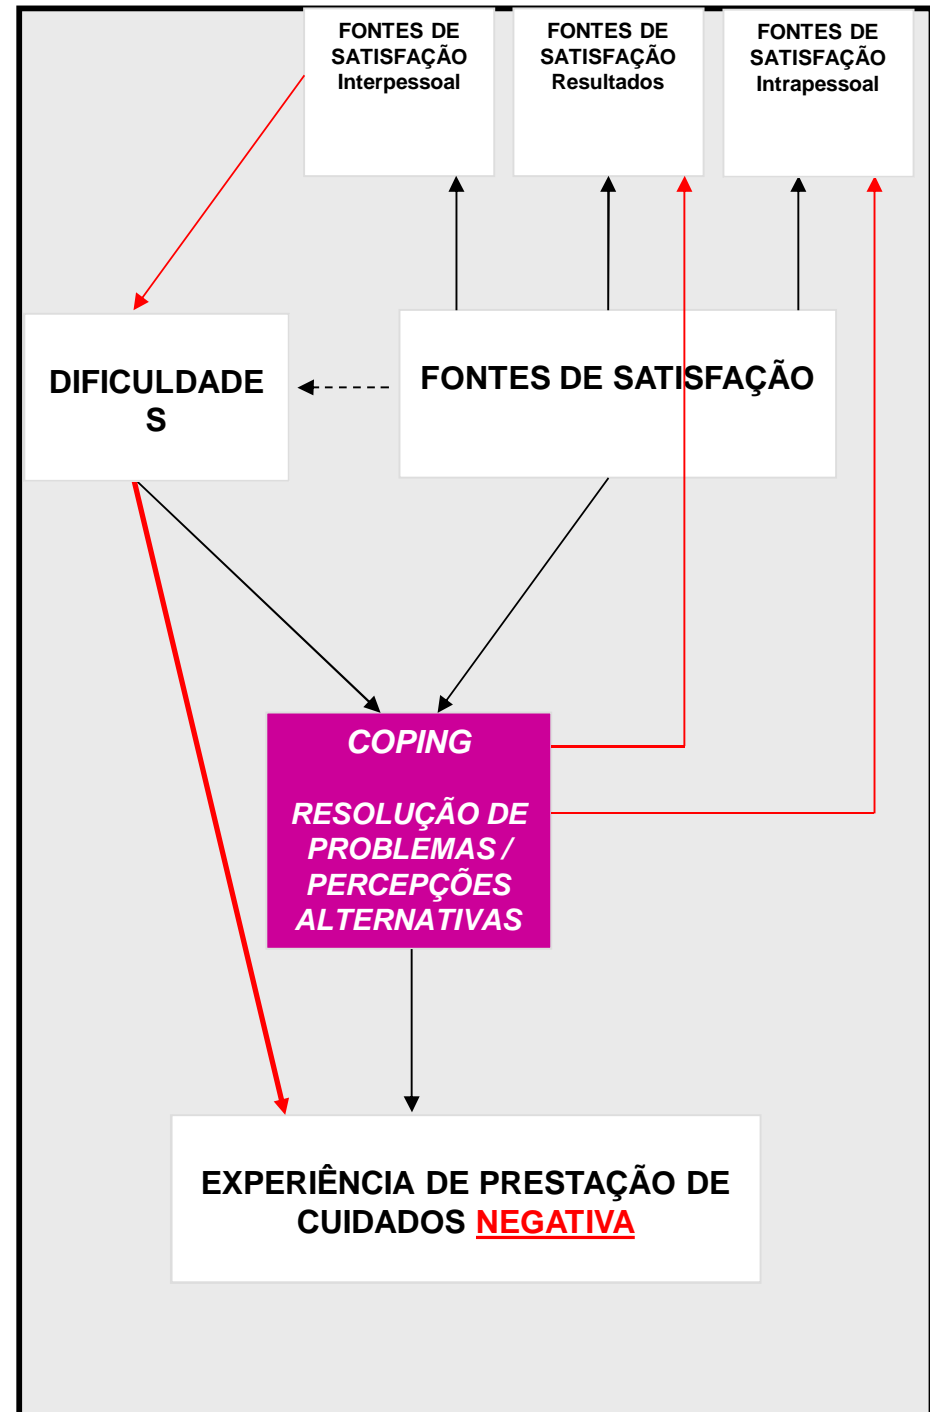 FONTES DE
SATISFAÇÃO
Interpessoal
FONTES DE
SATISFAÇÃO
Resultados
FONTES DE
SATISFAÇÃO
Intrapessoal
DIFICULDADE
S
FONTES DE SATISFAÇÃO
COPING
RESOLUÇÃO DE
PROBLEMAS /
PERCEPÇÕES
ALTERNATIVAS
EXPERIÊNCIA DE PRESTAÇÃO DE
CUIDADOS NEGATIVA